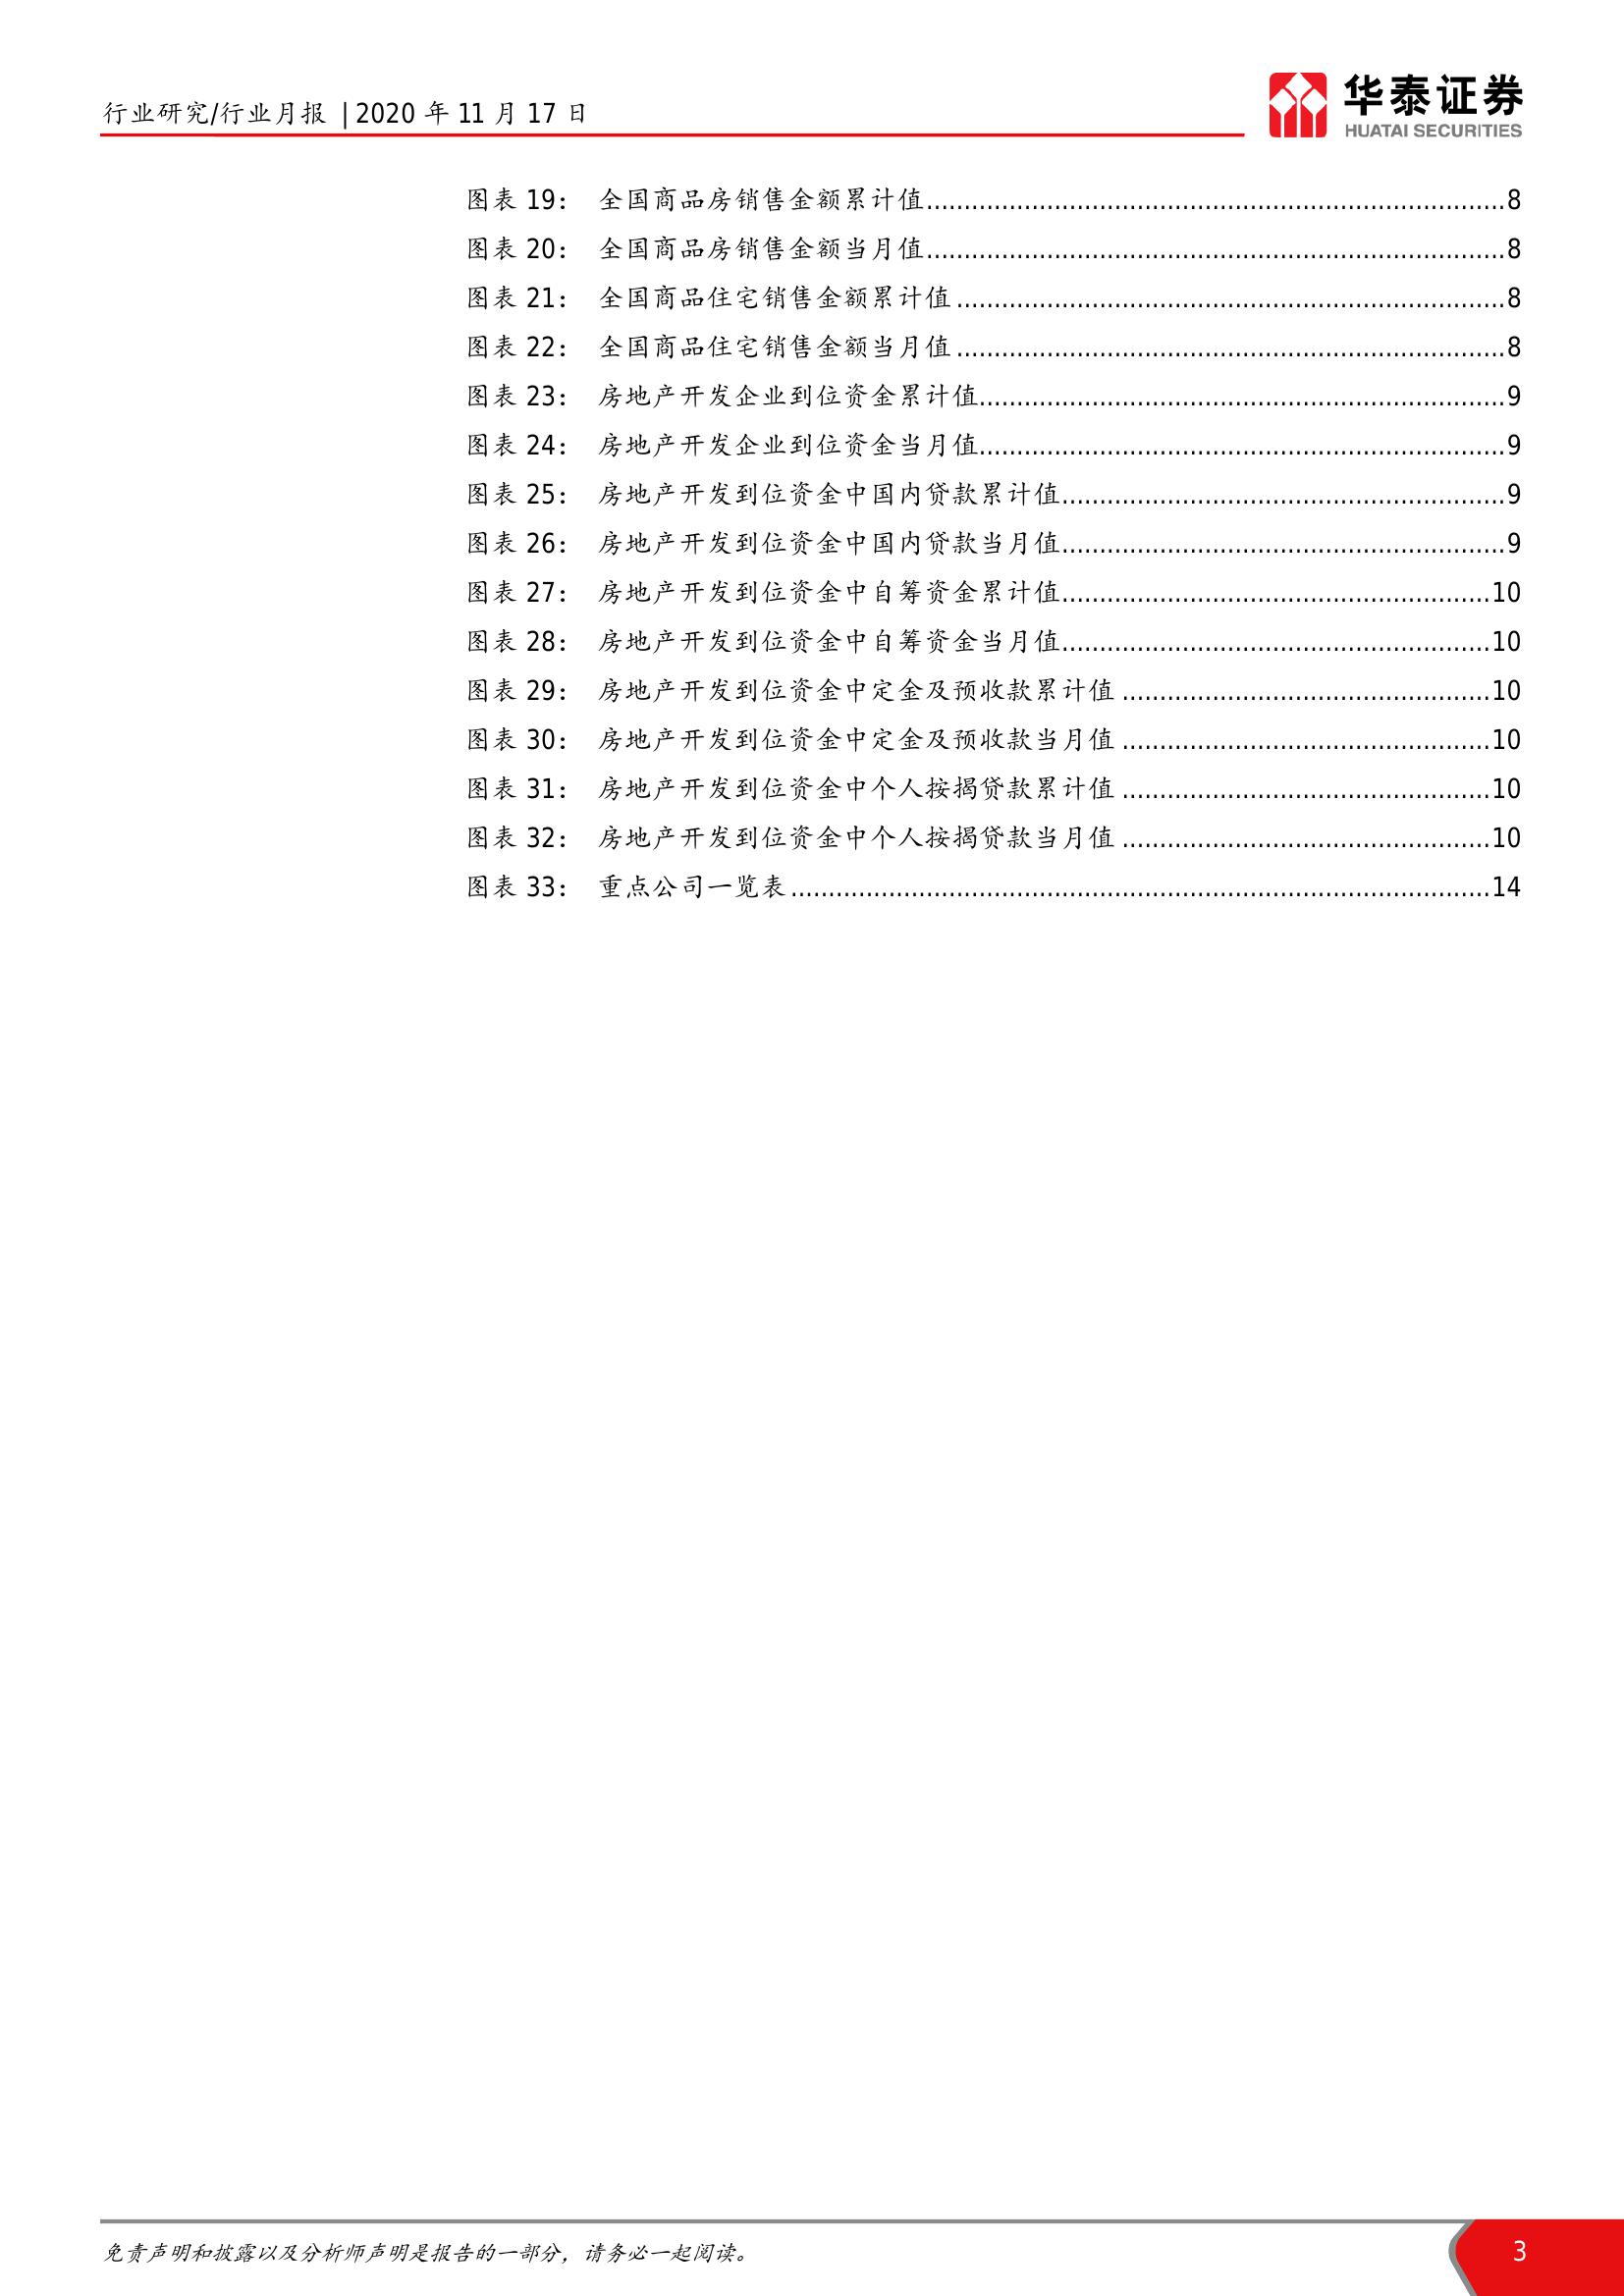 行业研究/行业月报 | 2020 年 11 月 17 日
华泰证券
HUATAI SECURITIES
图表 19： 全国商品房销售金额累计值 8
图表 20： 全国商品房销售金额当月值 8
图表 21： 全国商品住宅销售金额累计值 8
图表 22： 全国商品住宅销售金额当月值 8
图表 23： 房地产开发企业到位资金累计值 9
图表 24： 房地产开发企业到位资金当月值 9
图表 25： 房地产开发到位资金中国内贷款累计值 9
图表 26： 房地产开发到位资金中国内贷款当月值 9
图表 27： 房地产开发到位资金中自筹资金累计值 10
图表 28： 房地产开发到位资金中自筹资金当月值 10
图表 29： 房地产开发到位资金中定金及预收款累计值 10
图表 30： 房地产开发到位资金中定金及预收款当月值 10
图表 31： 房地产开发到位资金中个人按揭贷款累计值 10
图表 32： 房地产开发到位资金中个人按揭贷款当月值 10
图表 33： 重点公司一览表 14
免责声明和披露以及分析师声明是报告的一部分，请务必一起阅读。
3